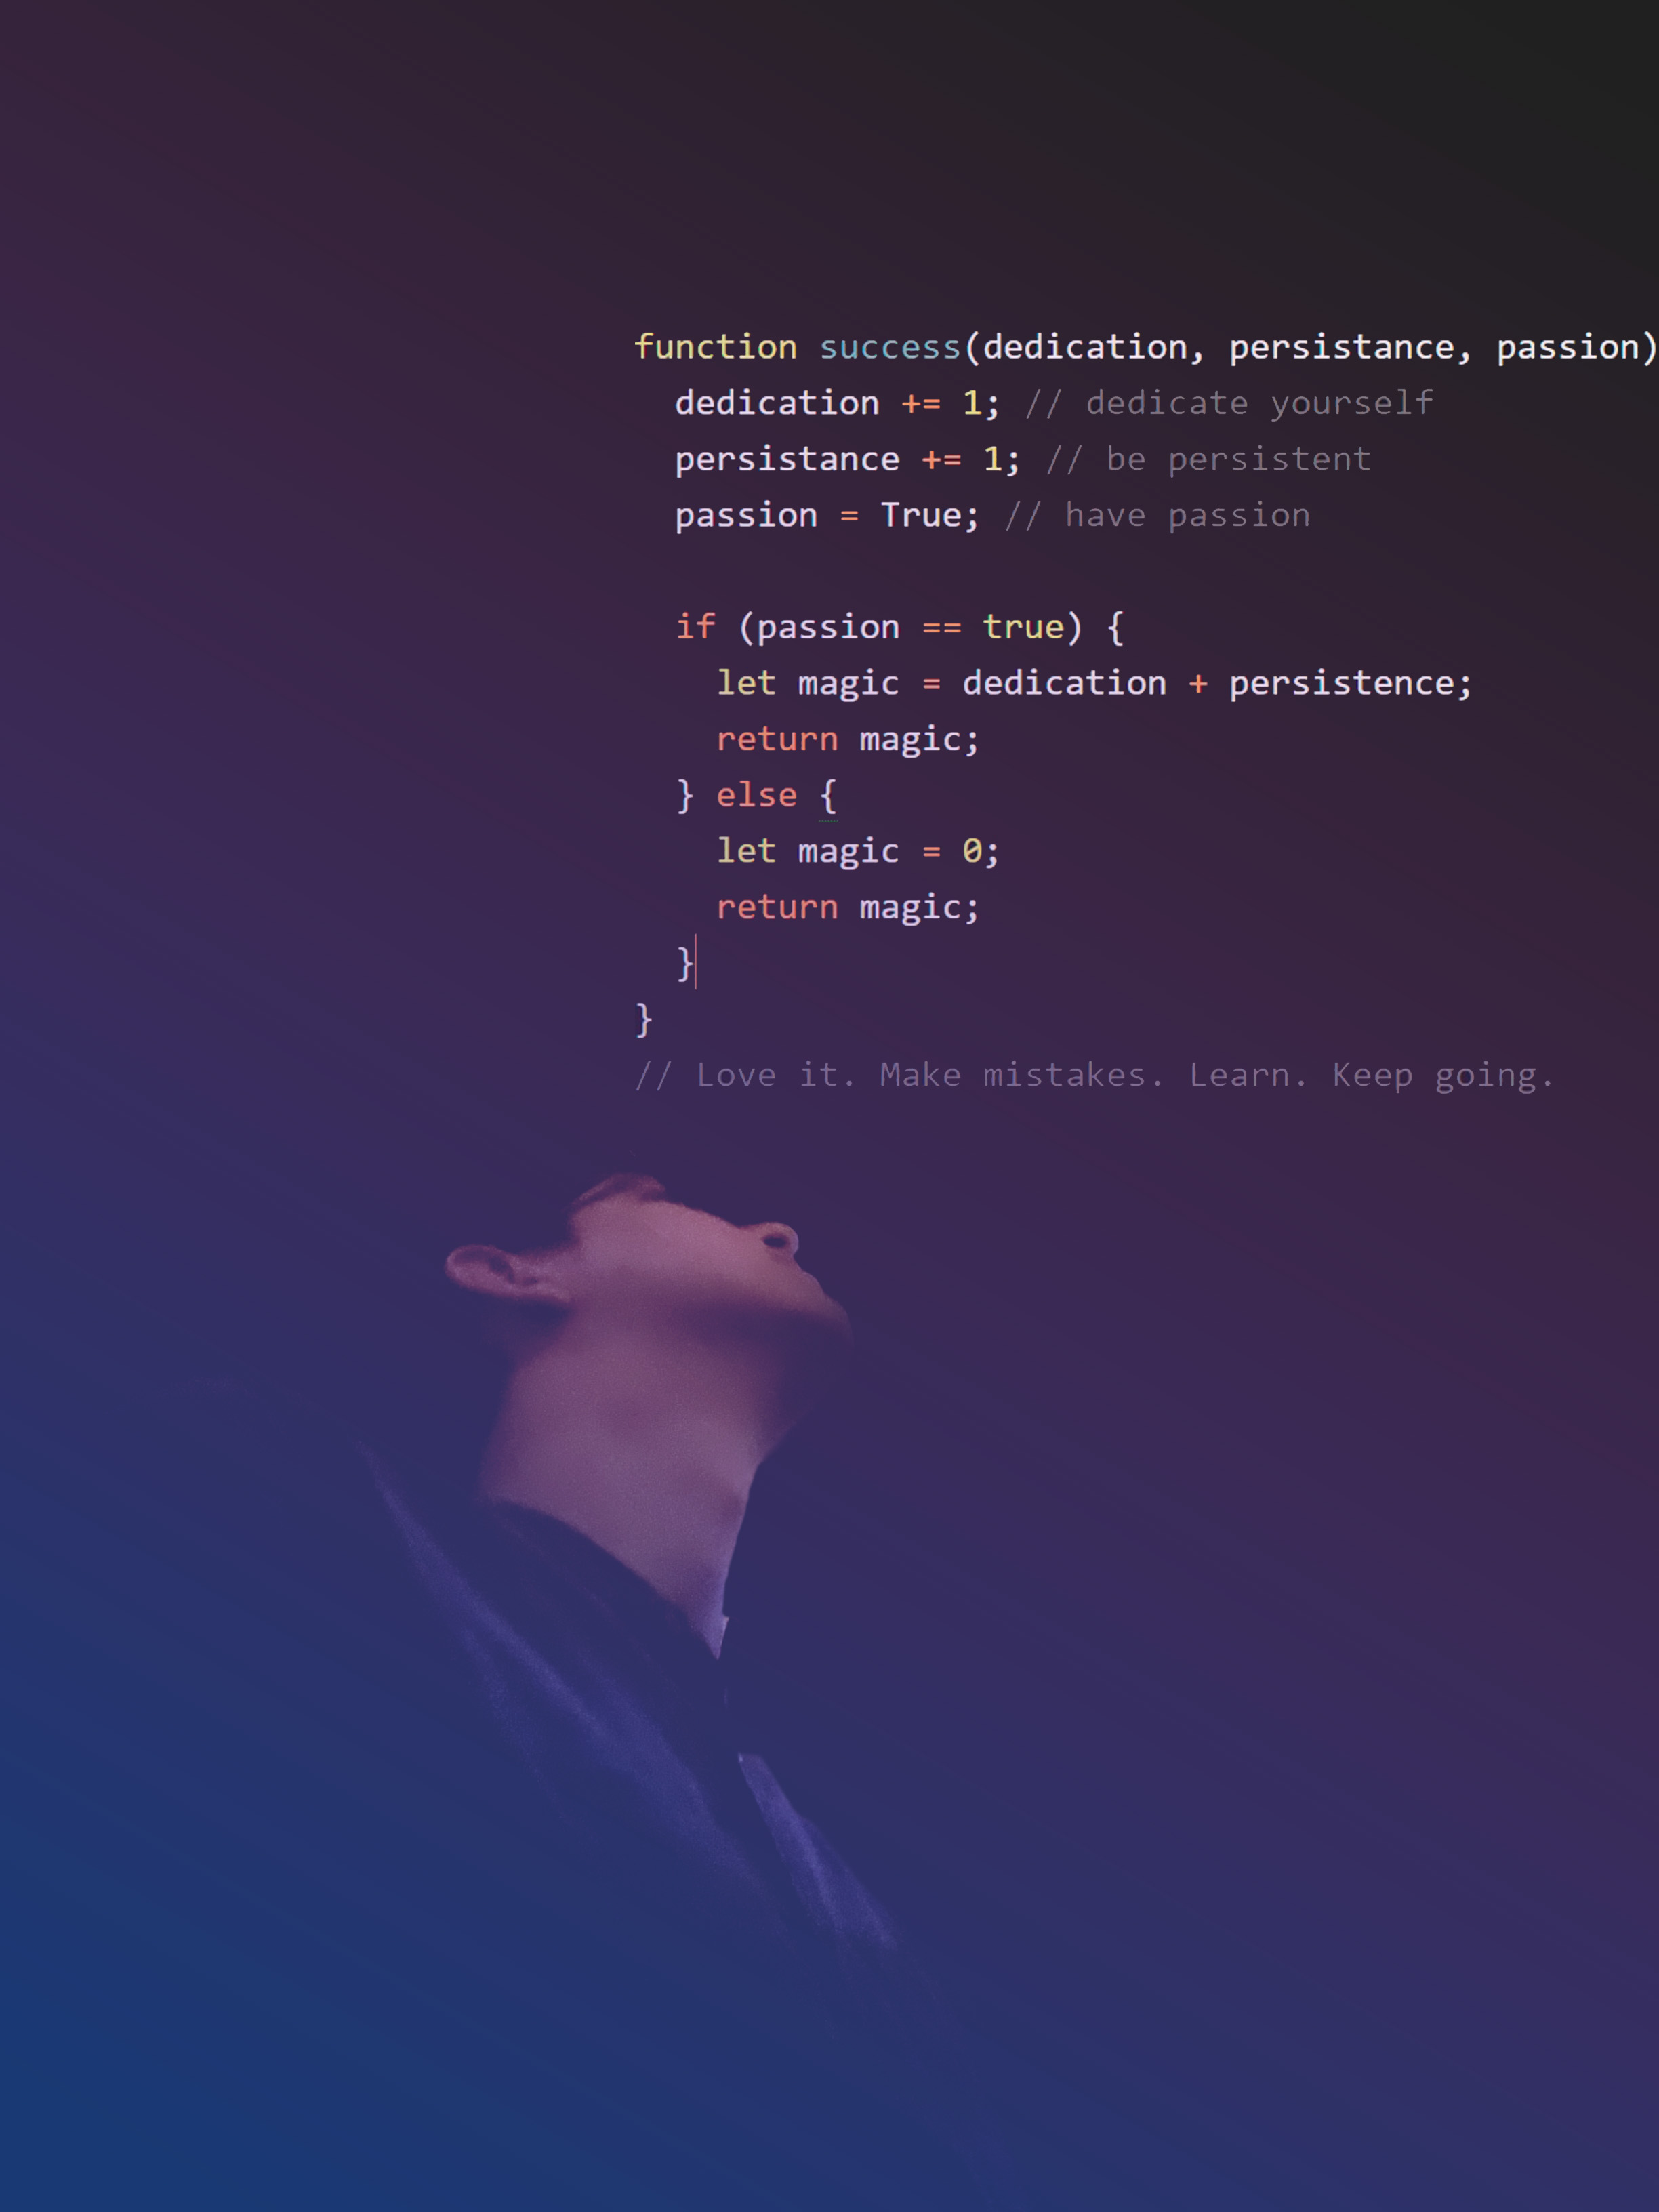 function success(dedication, persistance, passion)
dedication += 1; // dedicate yourself
persistance += 1; // be persistent
passion = True; // have passion
if (passion == true) {
let magic = dedication + persistence;
return magic;
} else {
let magic = 0;
return magic;
}
}
// Love it. Make mistakes. Learn. Keep going.